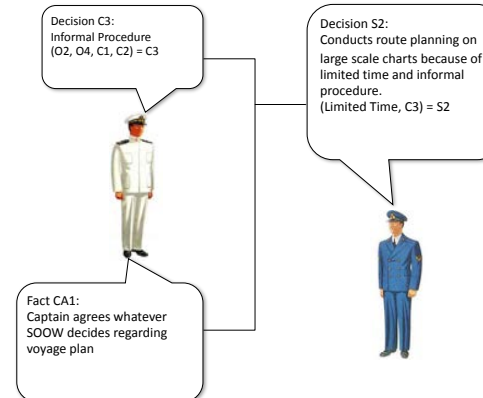 Decision C3:
Informal Procedure
(O2, O4, C1, C2) = C3
Decision S2:
Conducts route planning on
large scale charts because of
limited time and informal
procedure.
(Limited Time, C3) = S2
Fact CA1:
Captain agrees whatever
SOOW decides regarding
voyage plan